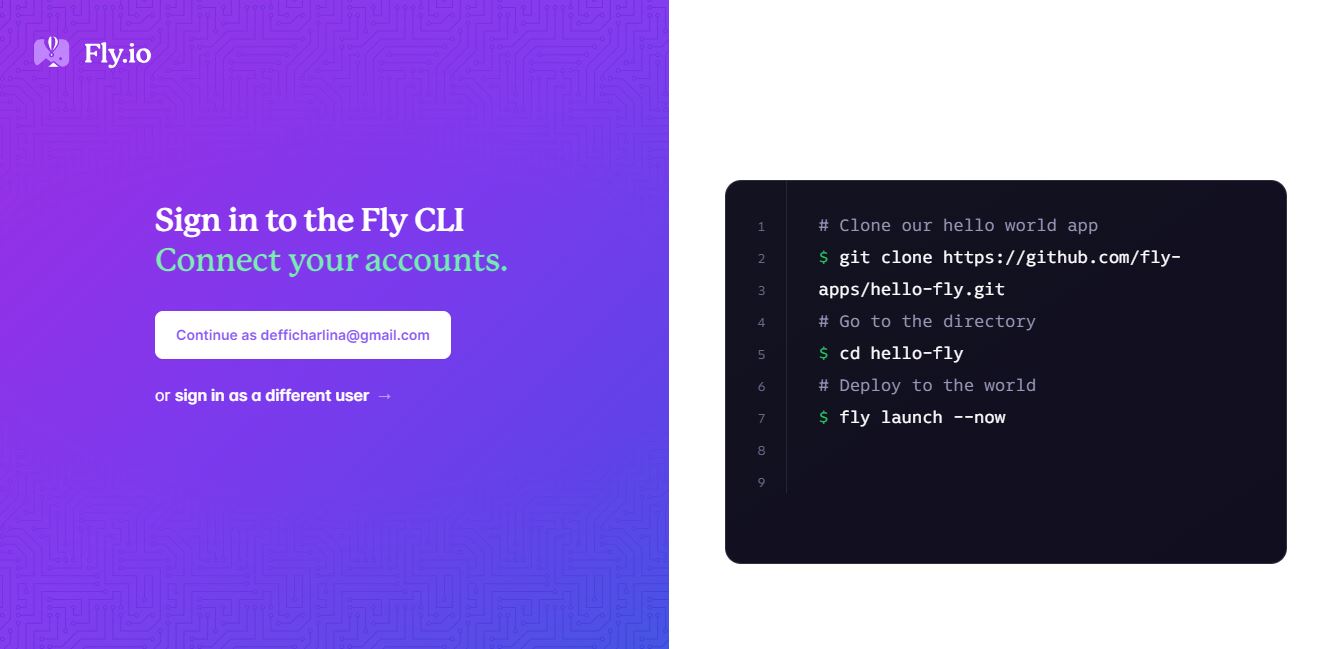 Fly.io
Sign in to the Fly CLI
Connect your accounts.
Continue as defficharlina@gmail.com
or sign in as a different user →
1 # Clone our hello world app
2 $ git clone https://github.com/fly-
3 apps/hello-fly.git
4 # Go to the directory
5 $ cd hello-fly
6 # Deploy to the world
7 $ fly launch --now
8
9